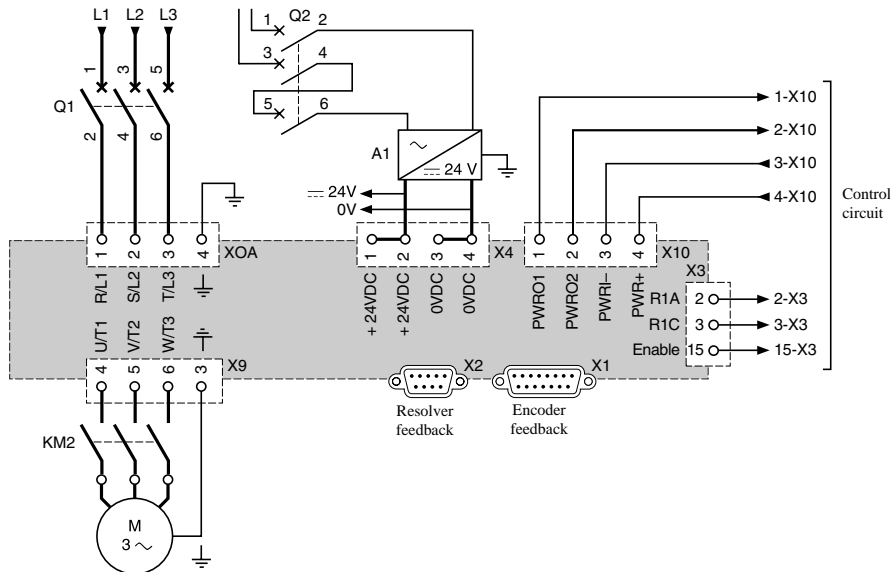 L1 L2 L3
1 3 5
Q1
2 4 6
Q2
1 2
3 4
5 6
A1
24 V
24V
0V
1-X10
2-X10
3-X10
4-X10
Control
circuit
1 2 3 4
XOA
R/L1 S/L2 T/L3
1 2 3 4
X4
+ 24VDC
+ 24VDC
0VDC
0VDC
1 2 3 4
X10
PWRO1
PWRO2
PWRI–
PWR+
X3
R1A 2 2-X3
R1C 3 3-X3
Enable 15 15-X3
U/T1 V/T2 W/T3
4 5 6 3
X9
X2
Resolver
feedback
X1
Encoder
feedback
KM2
M
3 ~